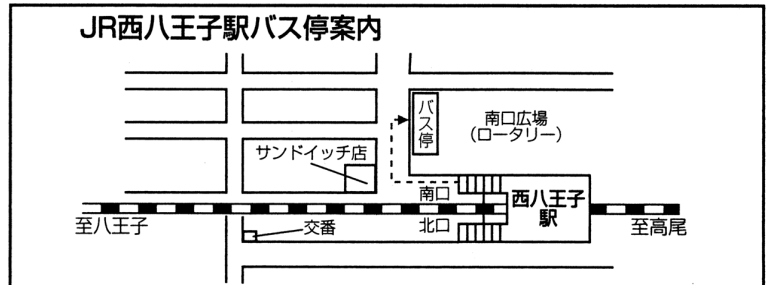 JR西八王子駅バス停案内
バス停
南口広場
(ロータリー)
サンドイッチ店
南口
西八王子
駅
至八王子
交番
北口
至高尾